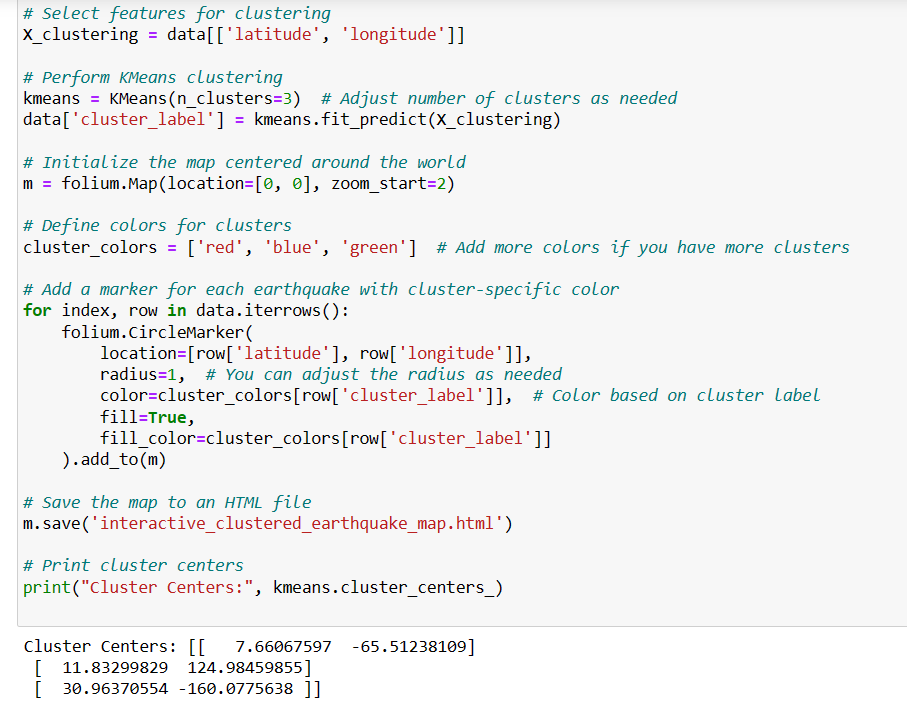 # Select features for clustering
X_clustering = data[['latitude', 'longitude']]
# Perform KMeans clustering
kmeans = KMeans(n_clusters=3)  # Adjust number of clusters as needed
data['cluster_label'] = kmeans.fit_predict(X_clustering)
# Initialize the map centered around the world
m = folium.Map(location=[0, 0], zoom_start=2)
# Define colors for clusters
cluster_colors = ['red', 'blue', 'green']  # Add more colors if you have more clusters
# Add a marker for each earthquake with cluster-specific color
for index, row in data.iterrows():
    folium.CircleMarker(
        location=[row['latitude'], row['longitude']],
        radius=1,  # You can adjust the radius as needed
        color=cluster_colors[row['cluster_label']],  # Color based on cluster label
        fill=True,
        fill_color=cluster_colors[row['cluster_label']]
    ).add_to(m)
# Save the map to an HTML file
m.save('interactive_clustered_earthquake_map.html')
# Print cluster centers
print("Cluster Centers:", kmeans.cluster_centers_)
Cluster Centers: [[   7.66067597  -65.51238109]
 [  11.83299829  124.98459855]
 [  30.96370554 -160.0775638 ]]